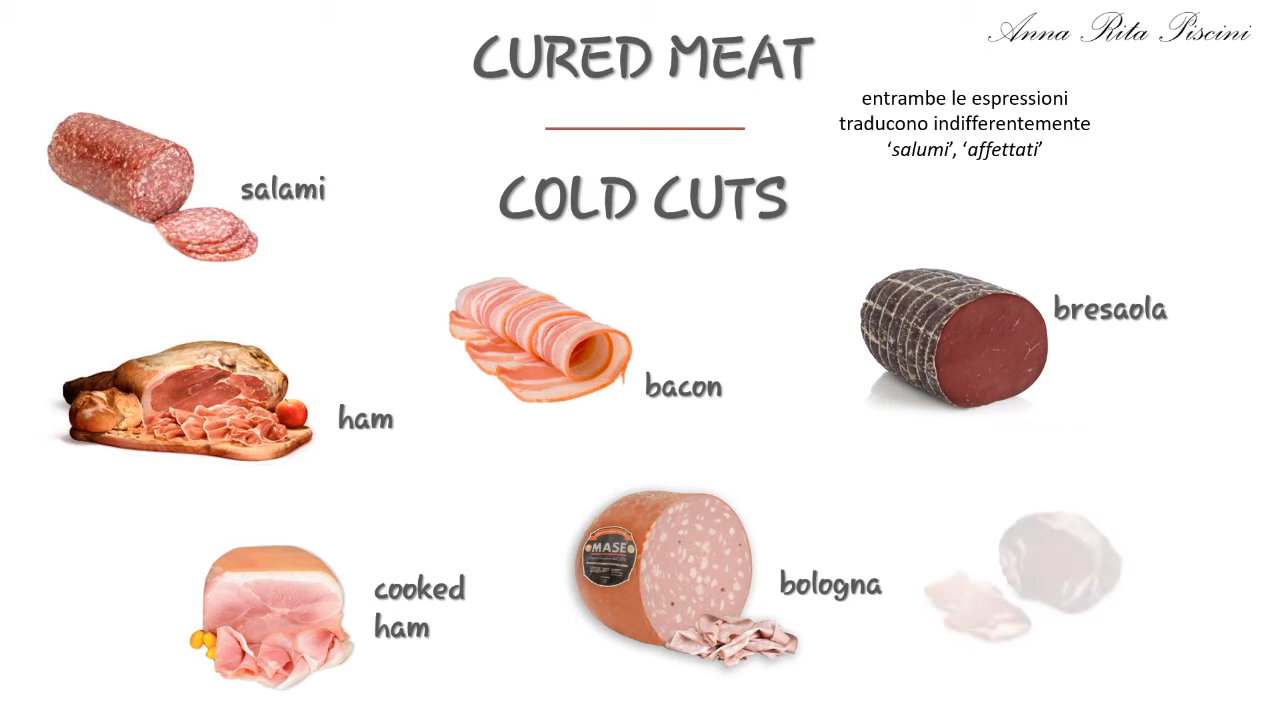 Anna Rita Piscini
CURED MEAT
entrambe le espressioni
traducono indifferentemente
‘salumi’, ‘affettati’
COLD CUTS
salami
bacon
bresaola
ham
MASE
cooked
ham
bologna